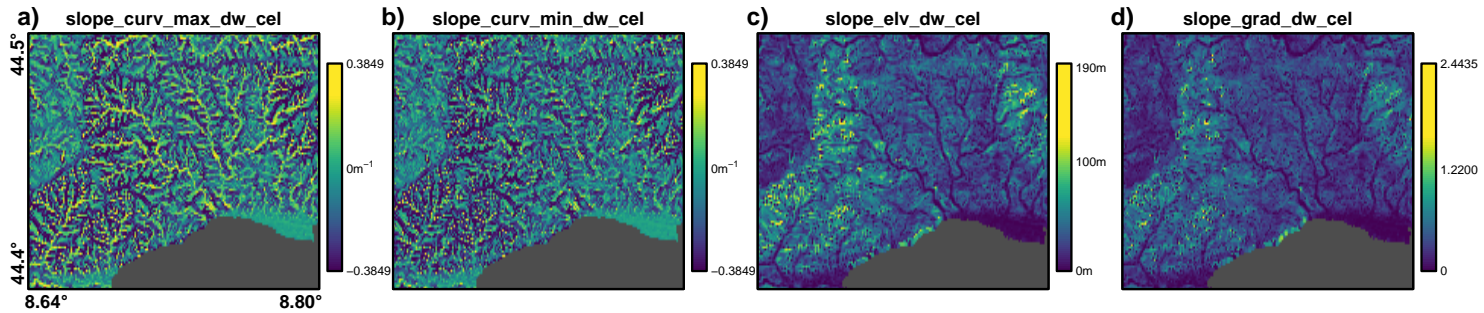 a) slope_curv_max_dw_cel
b) slope_curv_min_dw_cel
c) slope_elv_dw_cel
d) slope_grad_dw_cel
44.5°
44.4°
8.64°
8.80°
0.3849
0m⁻¹
−0.3849
0.3849
0m⁻¹
−0.3849
190m
100m
0m
2.4435
1.2200
0